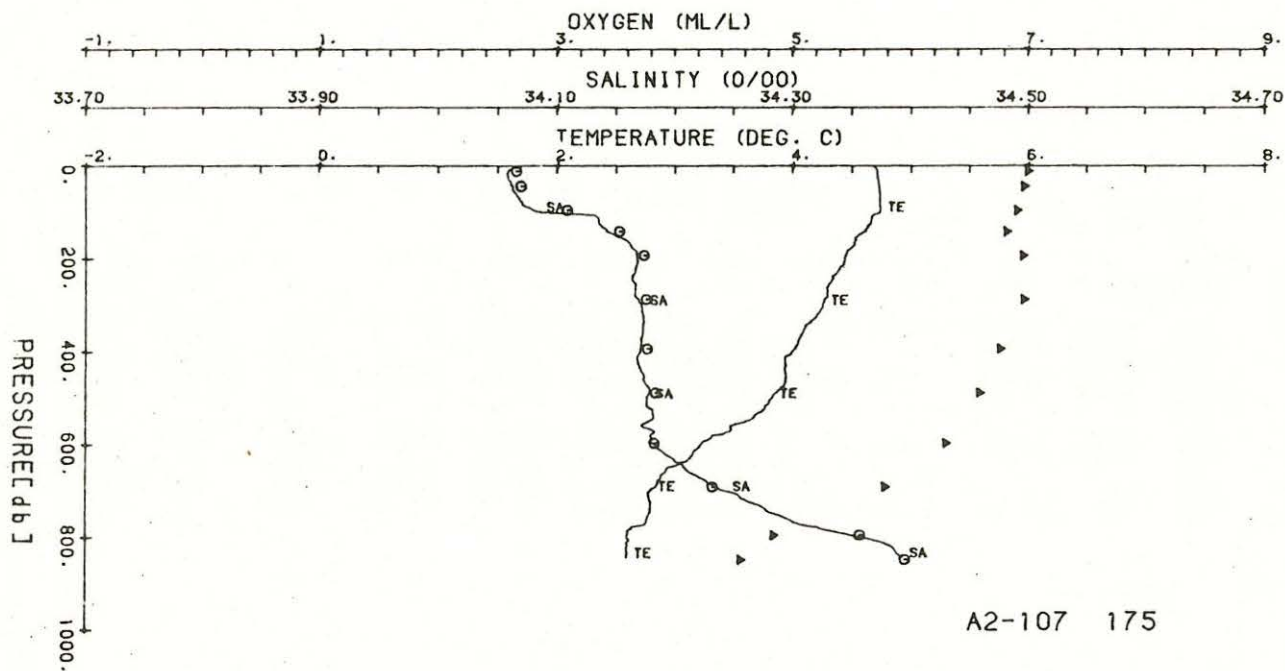 OXYGEN (ML/L)
-1. 1. 3. 5. 7. 9.
SALINITY (O/OO)
33.70 33.90 34.10 34.30 34.50 34.70
TEMPERATURE (DEG. C)
-2. 0. 2. 4. 6. 8.
0.
SA TE
200.
SA TE
400.
SA TE
600.
TE SA
800.
TE SA
1000.
PRESSURE[db]
A2-107 175